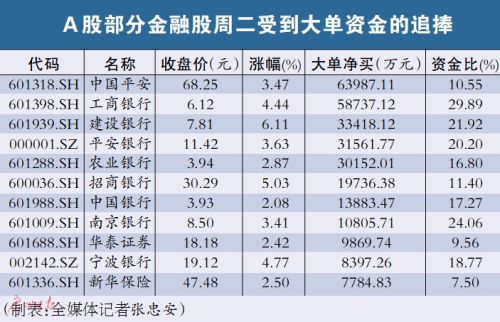 A股部分金融股周二受到大单资金的追捧
代码 名称 收盘价(元) 涨幅(%) 大单净买(万元) 资金比(%)
601318.SH 中国平安 68.25 3.47 63987.11 10.55
601398.SH 工商银行 6.12 4.44 58737.12 29.89
601939.SH 建设银行 7.81 6.11 33418.12 21.92
000001.SZ 平安银行 11.42 3.63 31561.77 20.20
601288.SH 农业银行 3.94 2.87 30152.01 16.80
600036.SH 招商银行 30.29 5.03 19736.38 11.40
601988.SH 中国银行 3.93 2.08 13883.47 17.27
601009.SH 南京银行 8.50 3.41 10805.71 24.06
601688.SH 华泰证券 18.18 2.42 9869.74 9.56
002142.SZ 宁波银行 19.12 4.77 8397.26 18.77
601336.SH 新华保险 47.48 2.50 7784.83 7.50
(制表:全媒体记者张忠安)